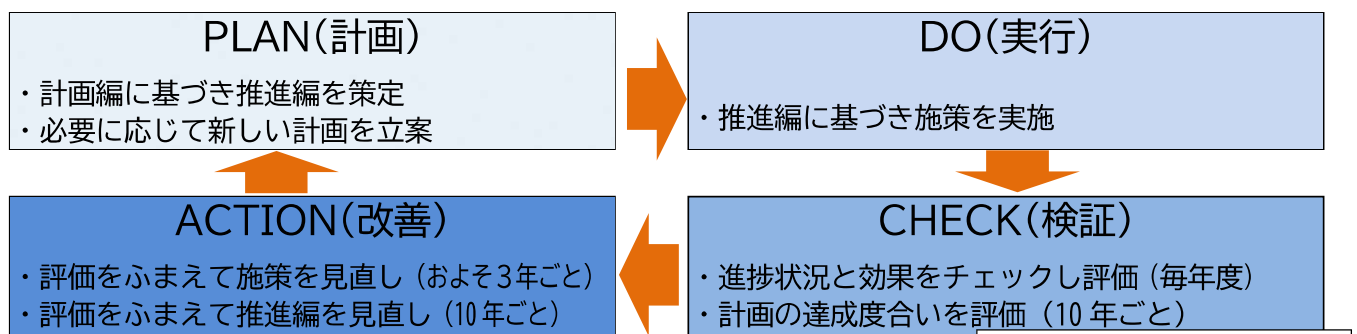 PLAN(計画)
・計画編に基づき推進編を策定
・必要に応じて新しい計画を立案
DO(実行)
・推進編に基づき施策を実施
ACTION(改善)
・評価をふまえて施策を見直し(およそ3年ごと)
・評価をふまえて推進編を見直し(10年ごと)
CHECK(検証)
・進捗状況と効果をチェックし評価(毎年度)
・計画の達成度合いを評価(10年ごと)